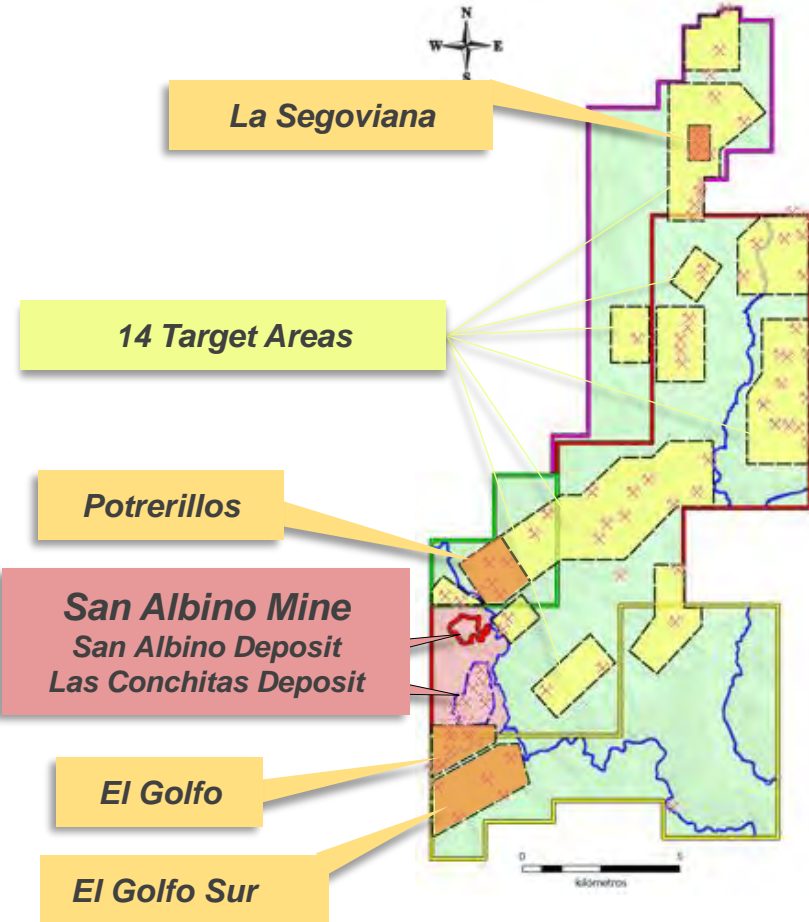 N
W E
S
La Segoviana
14 Target Areas
Potrerillos
San Albino Mine
San Albino Deposit
Las Conchitas Deposit
El Golfo
El Golfo Sur
0 5
kilómetros